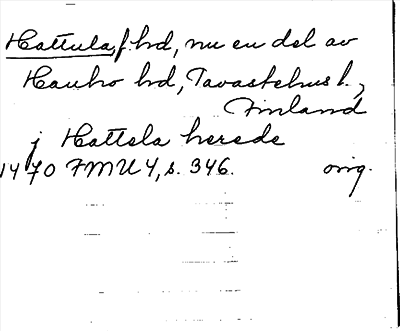 Hattula, f. hd, nu en del av
Hauho hd, Tavastehus l.,
Finland
j Hattela herede
1470 FMU 4, s. 346. orig.